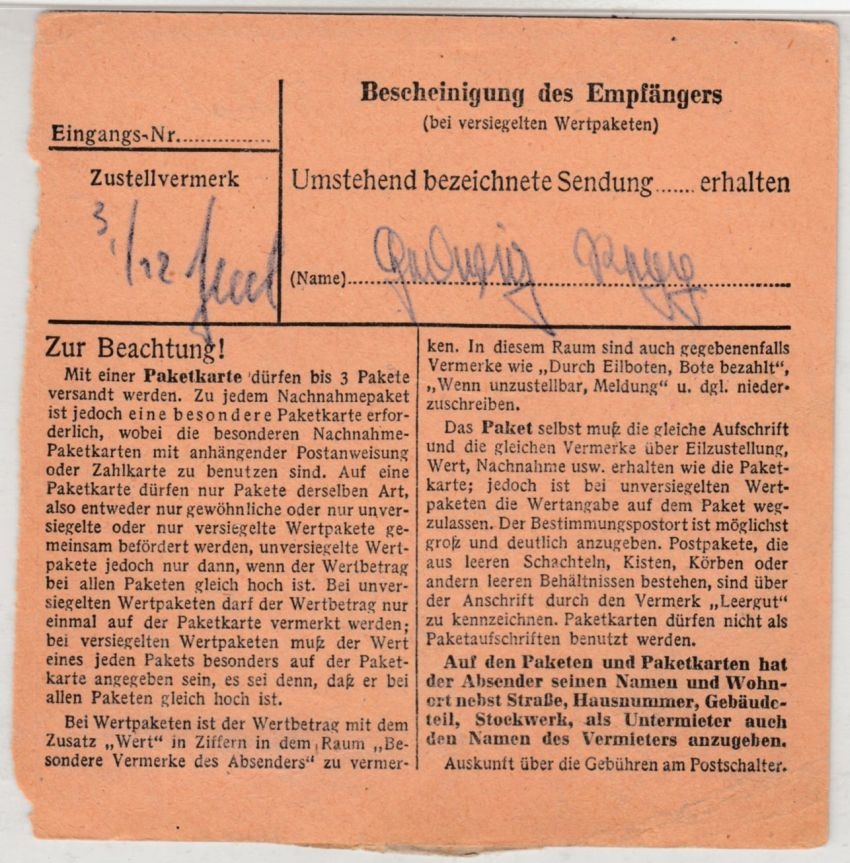 Eingangs-Nr...............
Zustellvermerk
3./12
Bescheinigung des Empfängers
(bei versiegelten Wertpaketen)
Umstehend bezeichnete Sendung....... erhalten
(Name)
Zur Beachtung!
Mit einer Paketkarte dürfen bis 3 Pakete
versandt werden. Zu jedem Nachnahmepaket
ist jedoch eine besondere Paketkarte erfor-
derlich, wobei die besonderen Nachnahme-
Paketkarten mit anhängender Postanweisung
oder Zahlkarte zu benutzen sind. Auf eine
Paketkarte dürfen nur Pakete derselben Art,
also entweder nur gewöhnliche oder nur unver-
siegelte oder nur versiegelte Wertpakete ge-
meinsam befördert werden, unversiegelte Wert-
pakete jedoch nur dann, wenn der Wertbetrag
bei allen Paketen gleich hoch ist. Bei unver-
siegelten Wertpaketen darf der Wertbetrag nur
einmal auf der Paketkarte vermerkt werden;
bei versiegelten Wertpaketen muß der Wert
eines jeden Pakets besonders auf der Paket-
karte angegeben sein, es sei denn, daß er bei
allen Paketen gleich hoch ist.
Bei Wertpaketen ist der Wertbetrag mit dem
Zusatz „Wert" in Ziffern in dem Raum „Be-
sondere Vermerke des Absenders" zu vermer-
ken. In diesem Raum sind auch gegebenenfalls
Vermerke wie „Durch Eilboten, Bote bezahlt",
„Wenn unzustellbar, Meldung" u. dgl. nieder-
zuschreiben.
Das Paket selbst muß die gleiche Aufschrift
und die gleichen Vermerke über Eilzustellung,
Wert, Nachnahme usw. erhalten wie die Paket-
karte; jedoch ist bei unversiegelten Wert-
paketen die Wertangabe auf dem Paket weg-
zulassen. Der Bestimmungspostort ist möglichst
groß und deutlich anzugeben. Postpakete, die
aus leeren Schachteln, Kisten, Körben oder
andern leeren Behältnissen bestehen, sind über
der Anschrift durch den Vermerk „Leergut"
zu kennzeichnen. Paketkarten dürfen nicht als
Paketaufschriften benutzt werden.
Auf den Paketen und Paketkarten hat
der Absender seinen Namen und Wohn-
ort nebst Straße, Hausnummer, Gebäude-
teil, Stockwerk, als Untermieter auch
den Namen des Vermieters anzugeben.
Auskunft über die Gebühren am Postschalter.